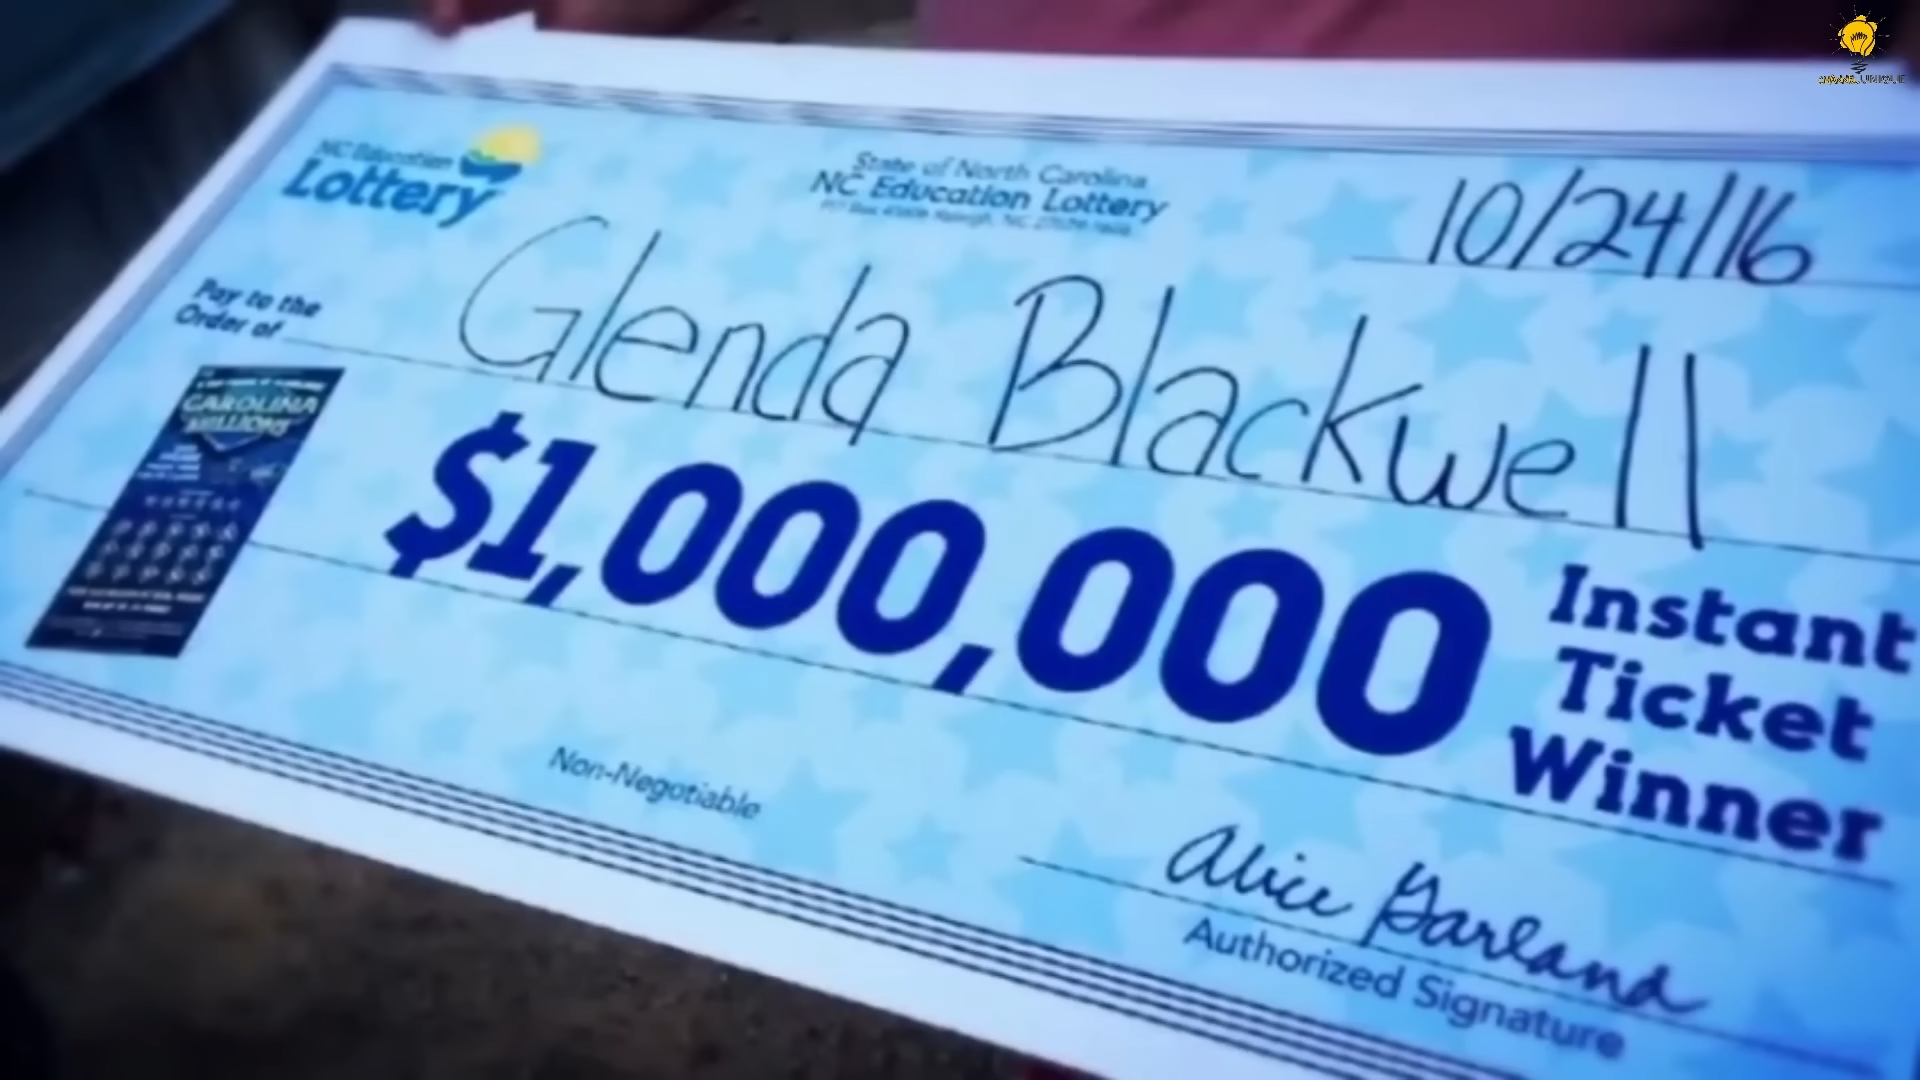 NC Education
Lottery
State of North Carolina
NC Education Lottery
10/24/16
Pay to the
Order of
Glenda Blackwell
CAROLINA
MILLIONS
$1,000,000
Instant
Ticket
Winner
Non-Negotiable
Alice Garland
Authorized Signature